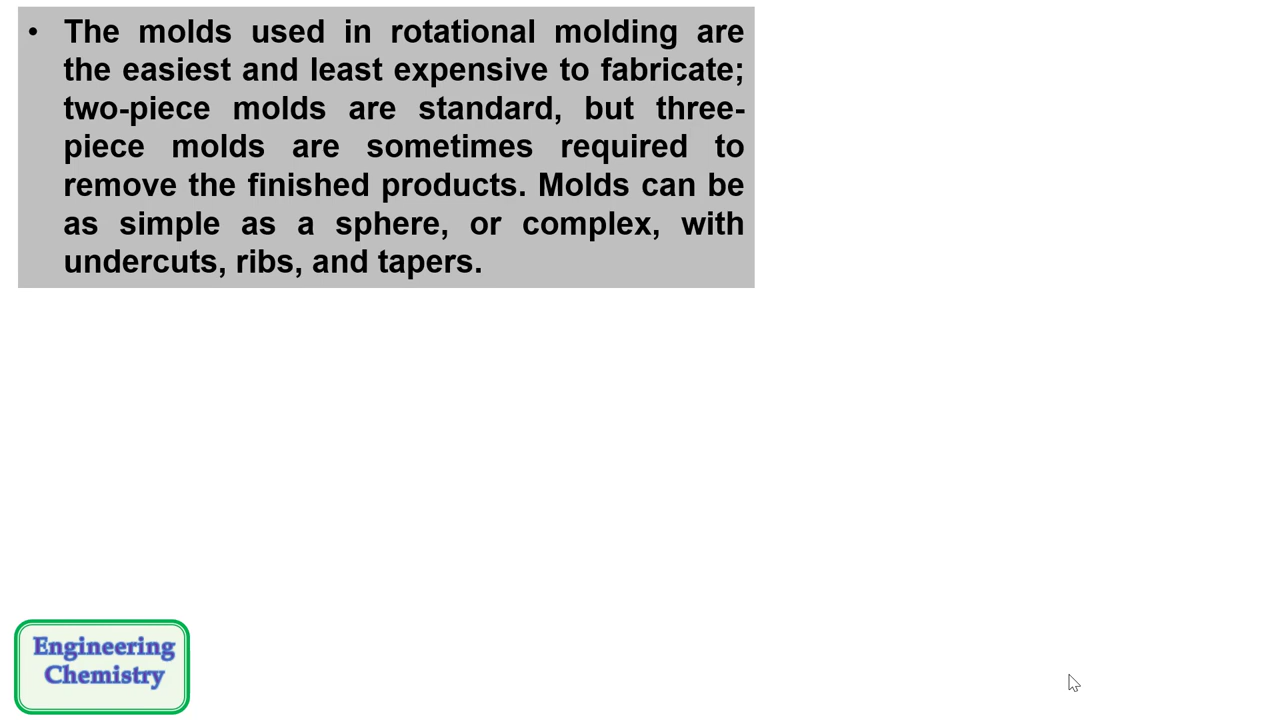 • The molds used in rotational molding are
the easiest and least expensive to fabricate;
two-piece molds are standard, but three-
piece molds are sometimes required to
remove the finished products. Molds can be
as simple as a sphere, or complex, with
undercuts, ribs, and tapers.
Engineering
Chemistry